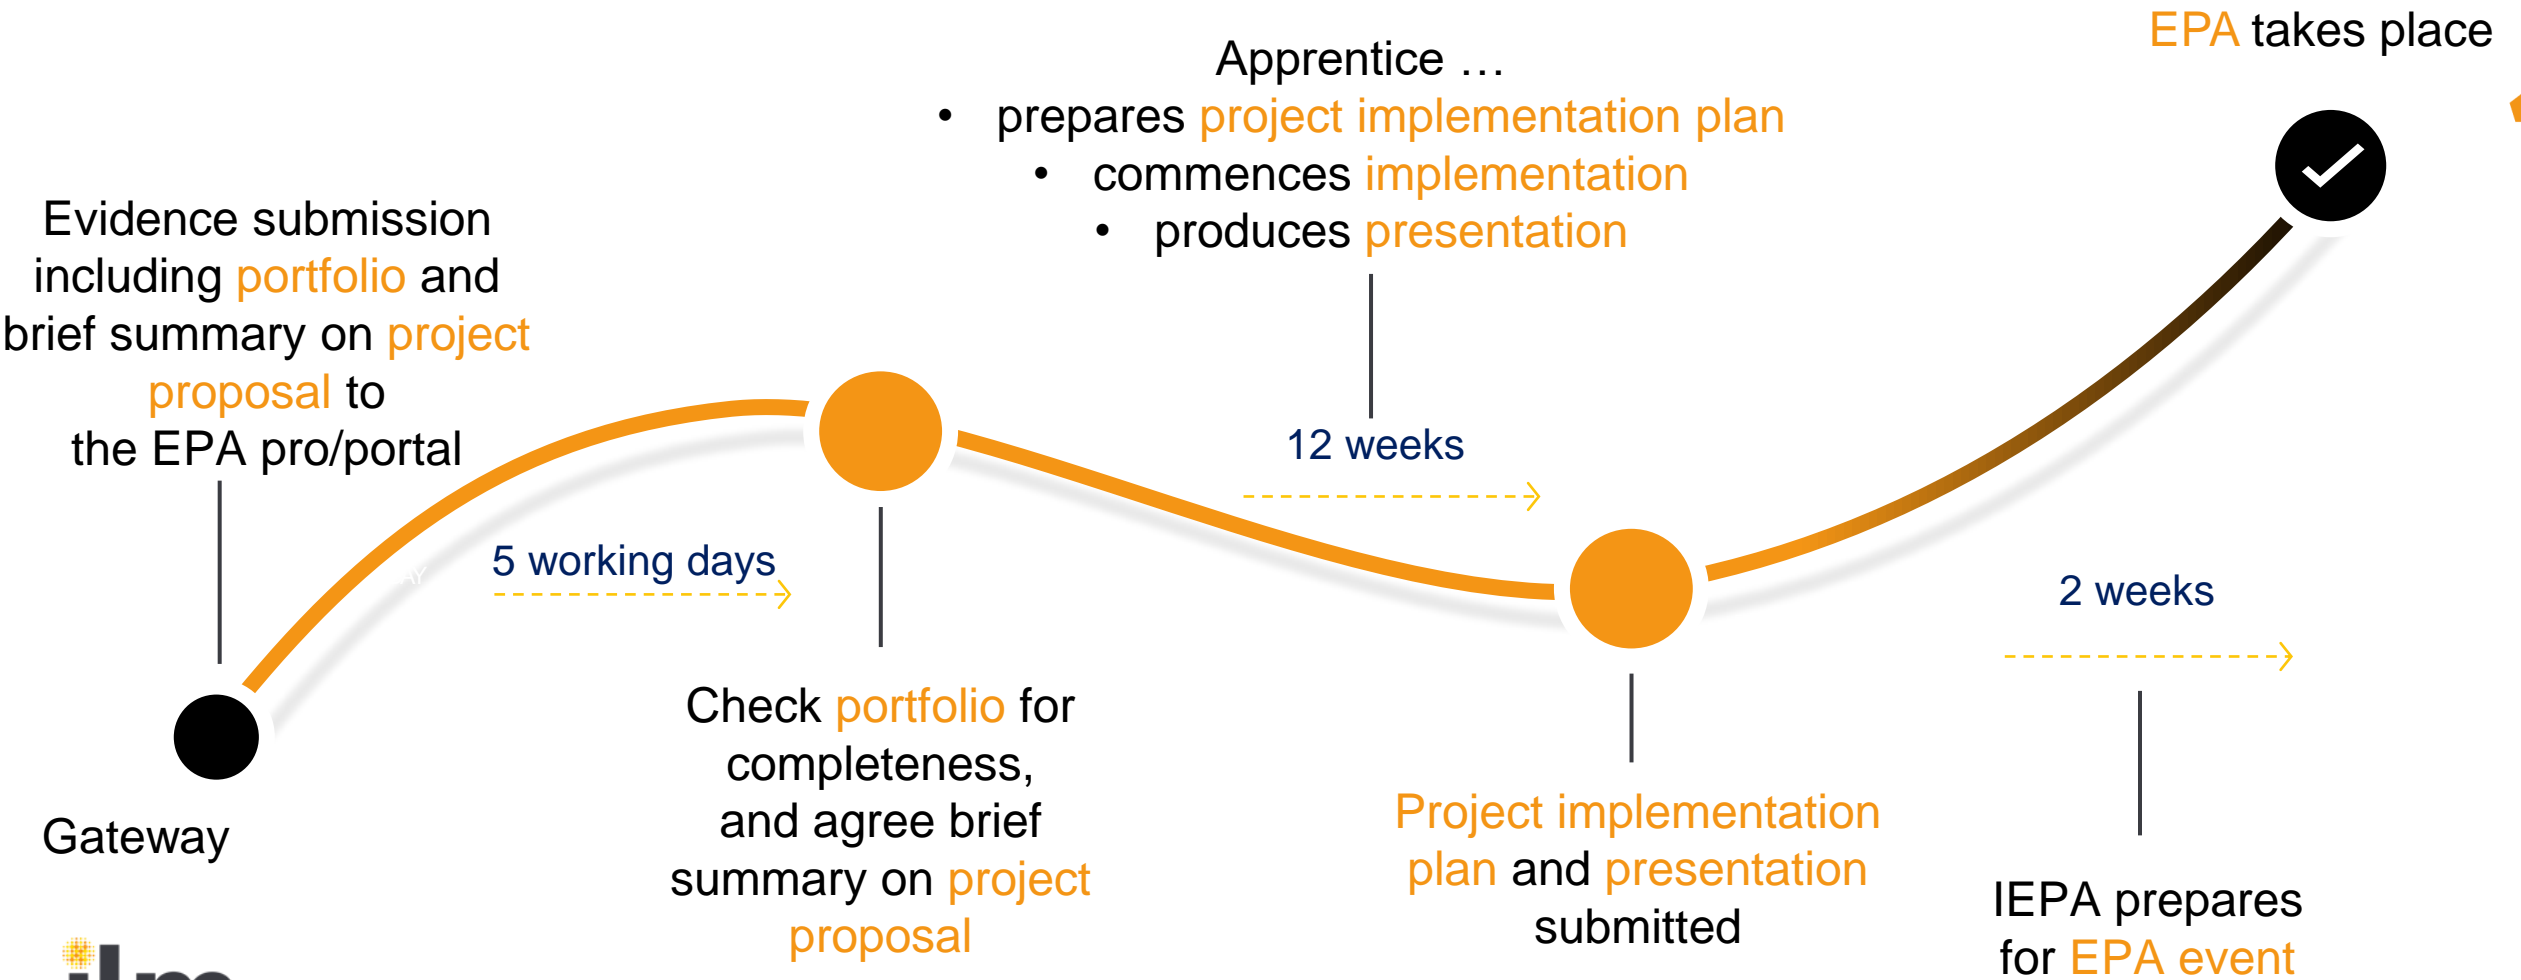 EPA takes place
Apprentice …
• prepares project implementation plan
• commences implementation
• produces presentation
Evidence submission
including portfolio and
brief summary on project
proposal to
the EPA pro/portal
12 weeks
5 working days
AY
2 weeks
Check portfolio for
completeness,
and agree brief
summary on project
proposal
Gateway
Project implementation
plan and presentation
submitted
IEPA prepares
for EPA event
ilm